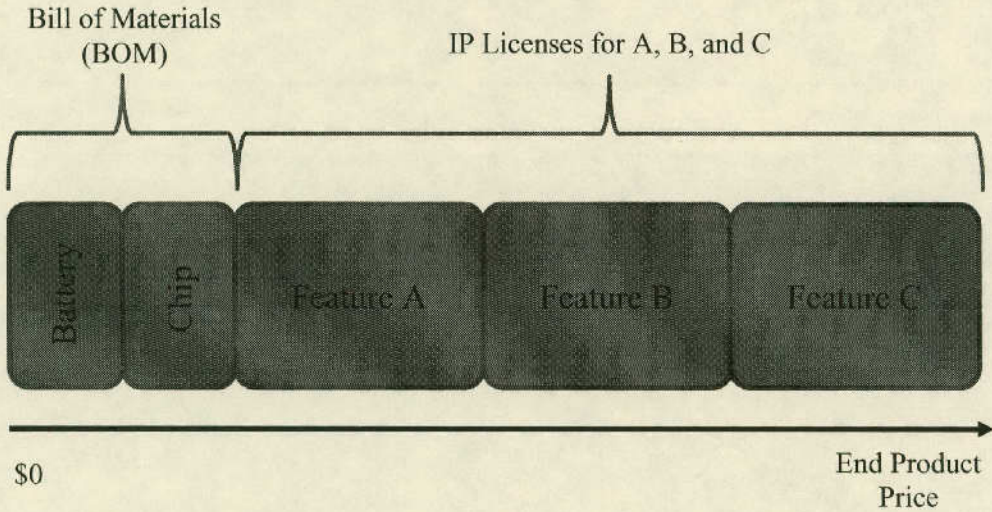 Bill of Materials
(BOM)
IP Licenses for A, B, and C
Battery
Chip
Feature A
Feature B
Feature C
$0
End Product
Price